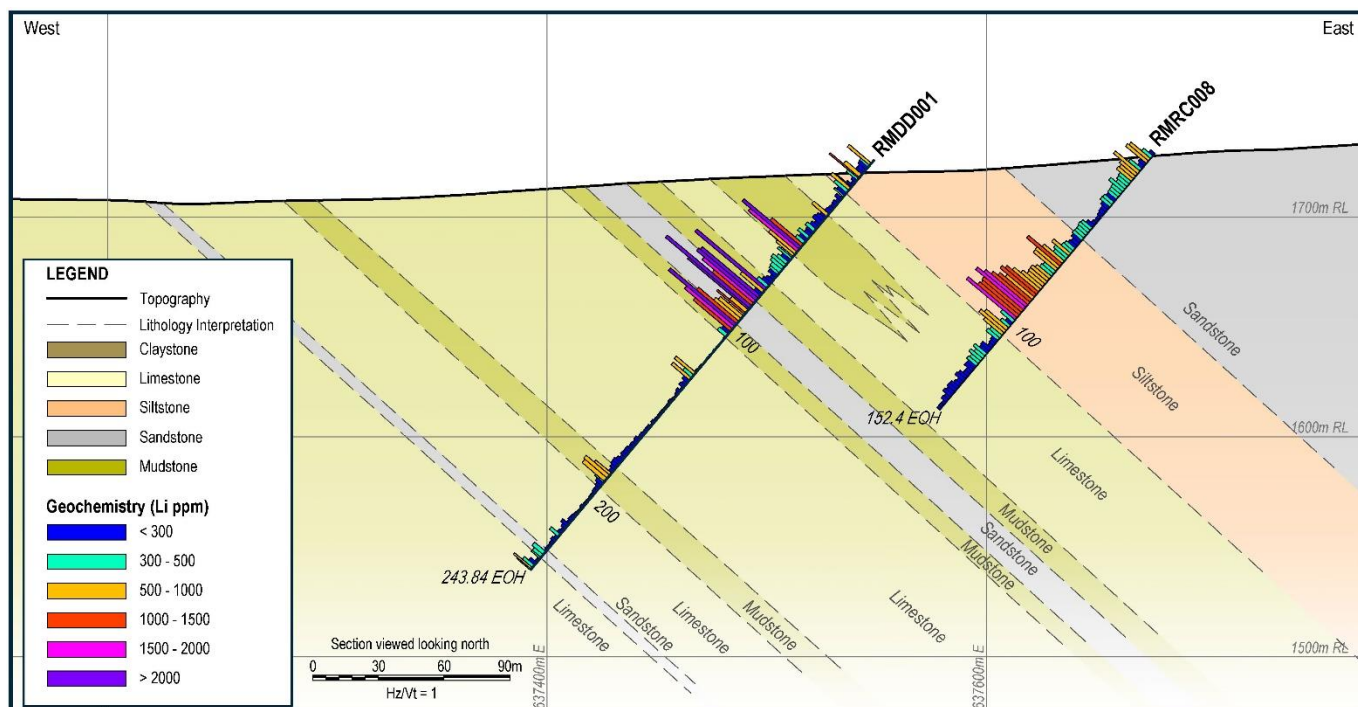 West
East
RMDD001
RMRC008
1700m RL
LEGEND
Topography
Lithology Interpretation
Claystone
Limestone
Siltstone
Sandstone
Mudstone
Geochemistry (Li ppm)
< 300
300 - 500
500 - 1000
1000 - 1500
1500 - 2000
> 2000
Sandstone
100
100
Siltstone
152.4 EOH
1600m RL
Limestone
200
Mudstone
Sandstone
Mudstone
243.84 EOH
Limestone
Sandstone
Limestone
Mudstone
Limestone
Section viewed looking north
0 30 60 90m
Hz/Vt = 1
637400m E
637600m E
1500m RL